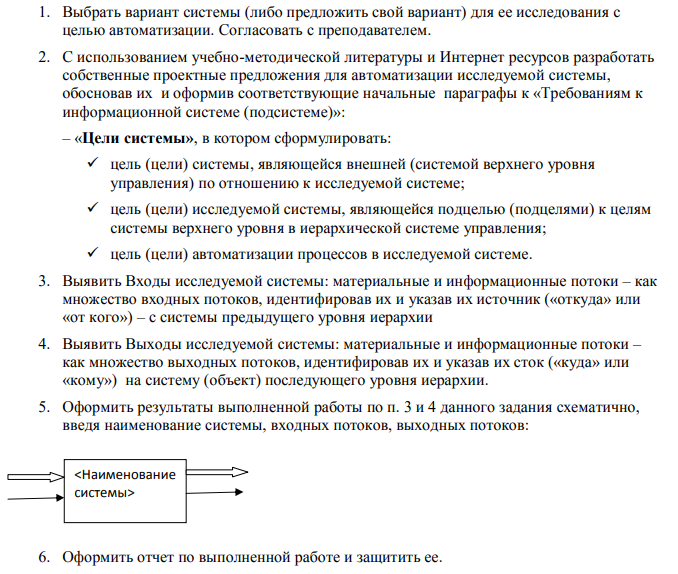 1. Выбрать вариант системы (либо предложить свой вариант) для ее исследования с
целью автоматизации. Согласовать с преподавателем.
2. С использованием учебно-методической литературы и Интернет ресурсов разработать
собственные проектные предложения для автоматизации исследуемой системы,
обосновав их и оформив соответствующие начальные параграфы к «Требованиям к
информационной системе (подсистеме)»:
– «Цели системы», в котором сформулировать:
✓ цель (цели) системы, являющейся внешней (системой верхнего уровня
управления) по отношению к исследуемой системе;
✓ цель (цели) исследуемой системы, являющейся подцелью (подцелями) к целям
системы верхнего уровня в иерархической системе управления;
✓ цель (цели) автоматизации процессов в исследуемой системе.
3. Выявить Входы исследуемой системы: материальные и информационные потоки – как
множество входных потоков, идентифировав их и указав их источник («откуда» или
«от кого») – с системы предыдущего уровня иерархии
4. Выявить Выходы исследуемой системы: материальные и информационные потоки –
как множество выходных потоков, идентифировав их и указав их сток («куда» или
«кому») на систему (объект) последующего уровня иерархии.
5. Оформить результаты выполненной работы по п. 3 и 4 данного задания схематично,
введя наименование системы, входных потоков, выходных потоков:
<Наименование
системы>
6. Оформить отчет по выполненной работе и защитить ее.